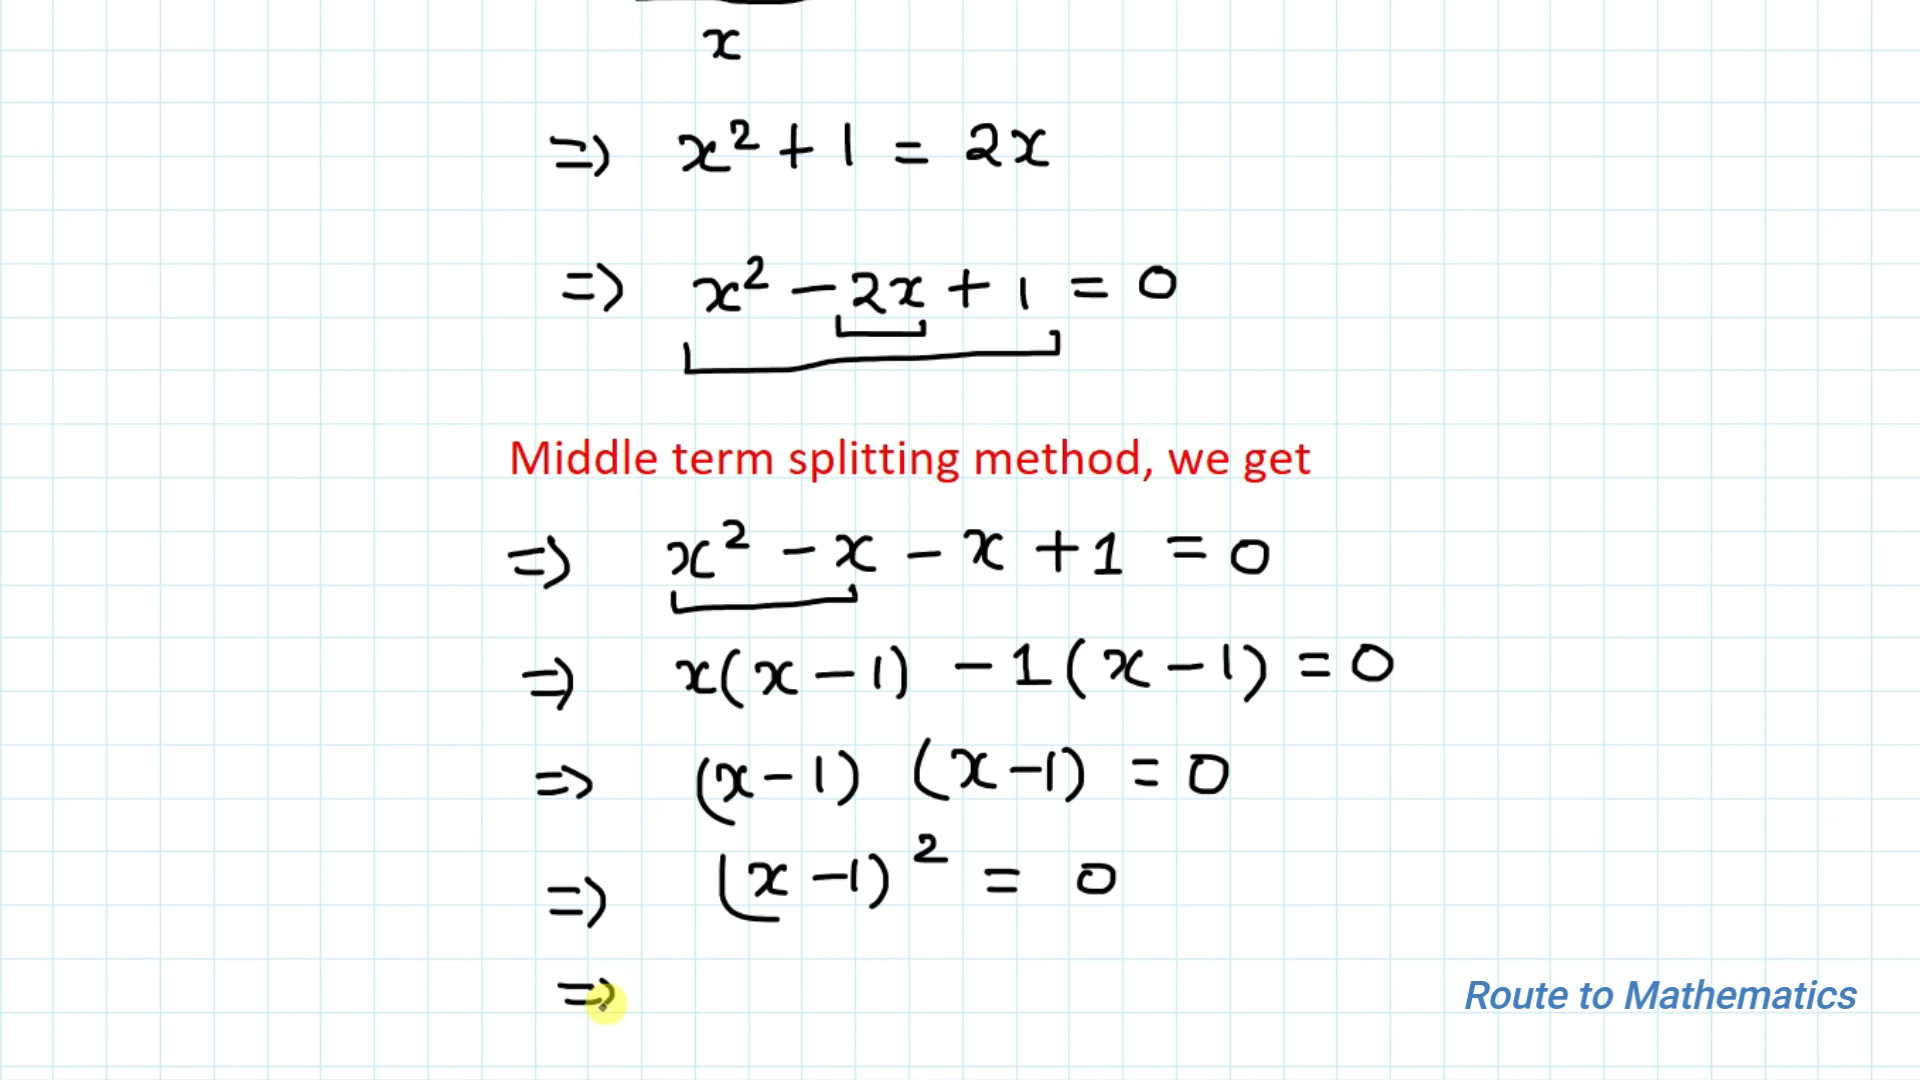 x
=> x² + 1 = 2x
=> x² - 2x + 1 = 0
Middle term splitting method, we get
=> x² - x - x + 1 = 0
=> x(x - 1) - 1(x - 1) = 0
=> (x - 1) (x - 1) = 0
=> (x - 1)² = 0
=>
Route to Mathematics